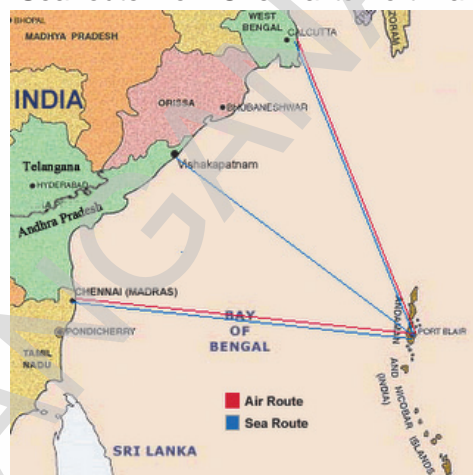 BHOPAL
MADHYA PRADESH
WEST
BENGAL
CALCUTTA
ZORAM
INDIA
ORISSA
BHUBANESHWAR
Vishakapatnam
Telangana
HYDERABAD
Andhra Pradesh
CHENNAI (MADRAS)
PONDICHERRY
TAMIL
NADU
BAY
OF
BENGAL
PORT BLAIR
ANDAMAN AND NICOBAR ISLANDS
(INDIA)
Air Route
Sea Route
SRI LANKA